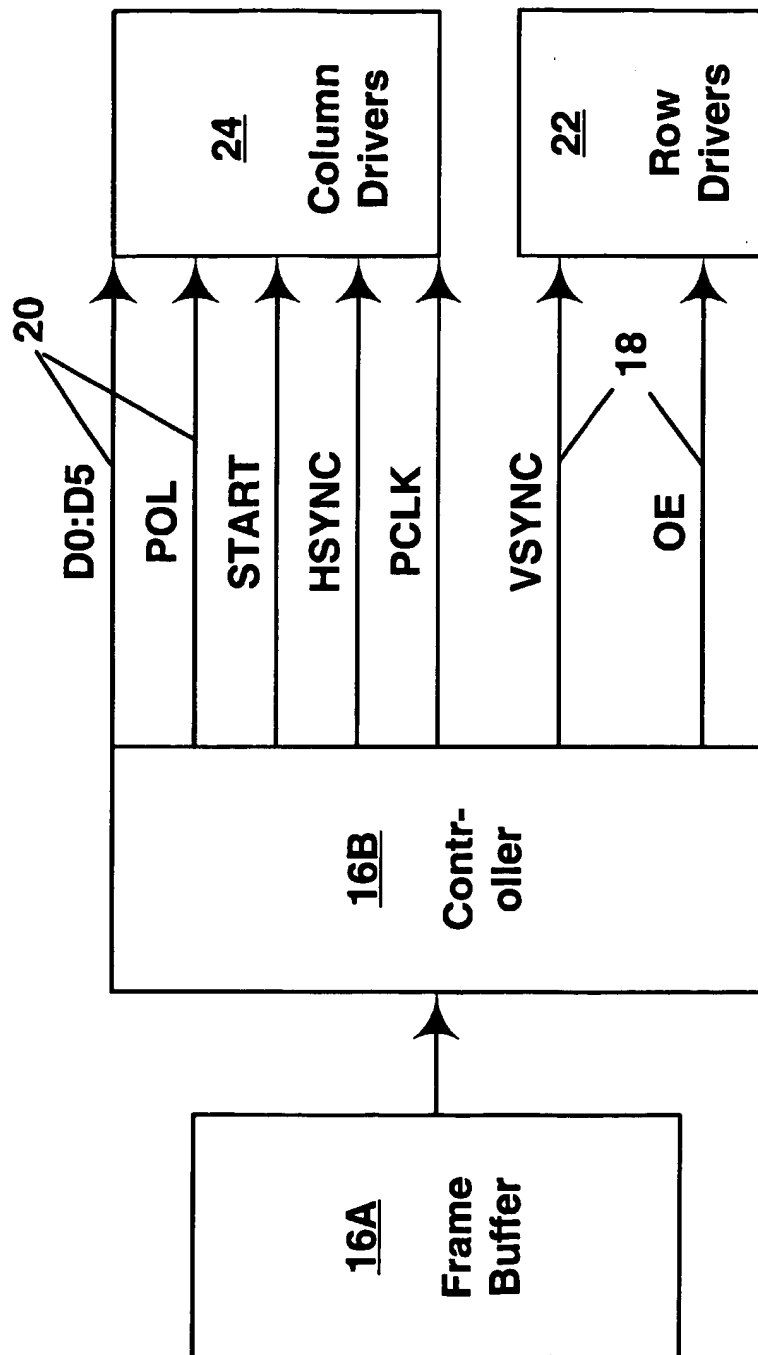 16A
Frame
Buffer
16B
Contr-
oller
20
D0:D5
POL
START
HSYNC
PCLK
VSYNC
18
OE
24
Column
Drivers
22
Row
Drivers